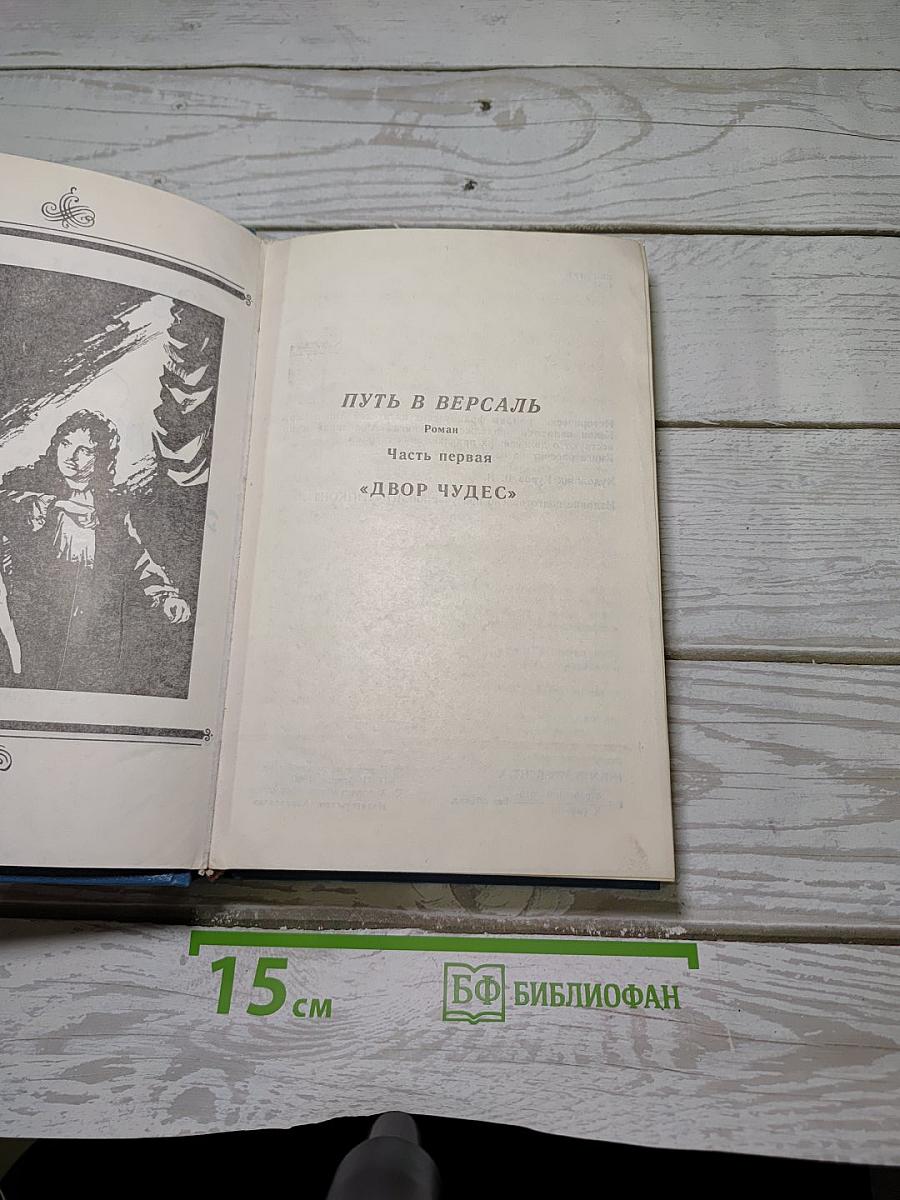 ПУТЬ В ВЕРСАЛЬ
Роман
Часть первая
«ДВОР ЧУДЕС»
15 см
БФ БИБЛИОФАН